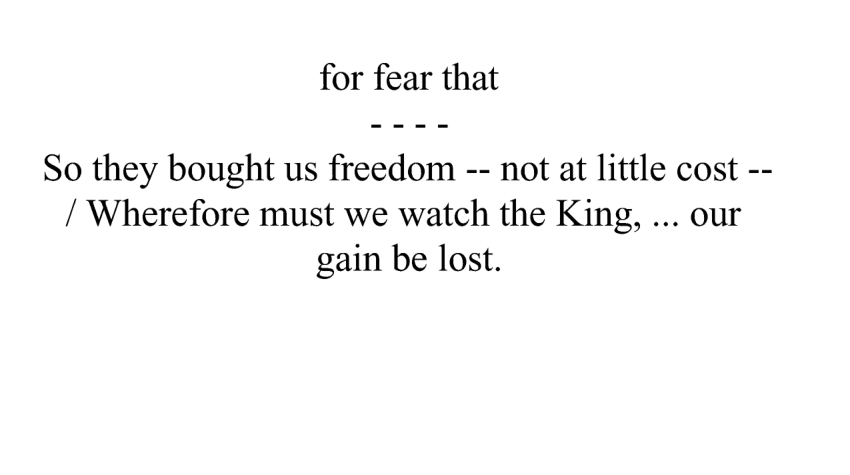 for fear that
- - - -
So they bought us freedom -- not at little cost --
/ Wherefore must we watch the King, ... our
gain be lost.